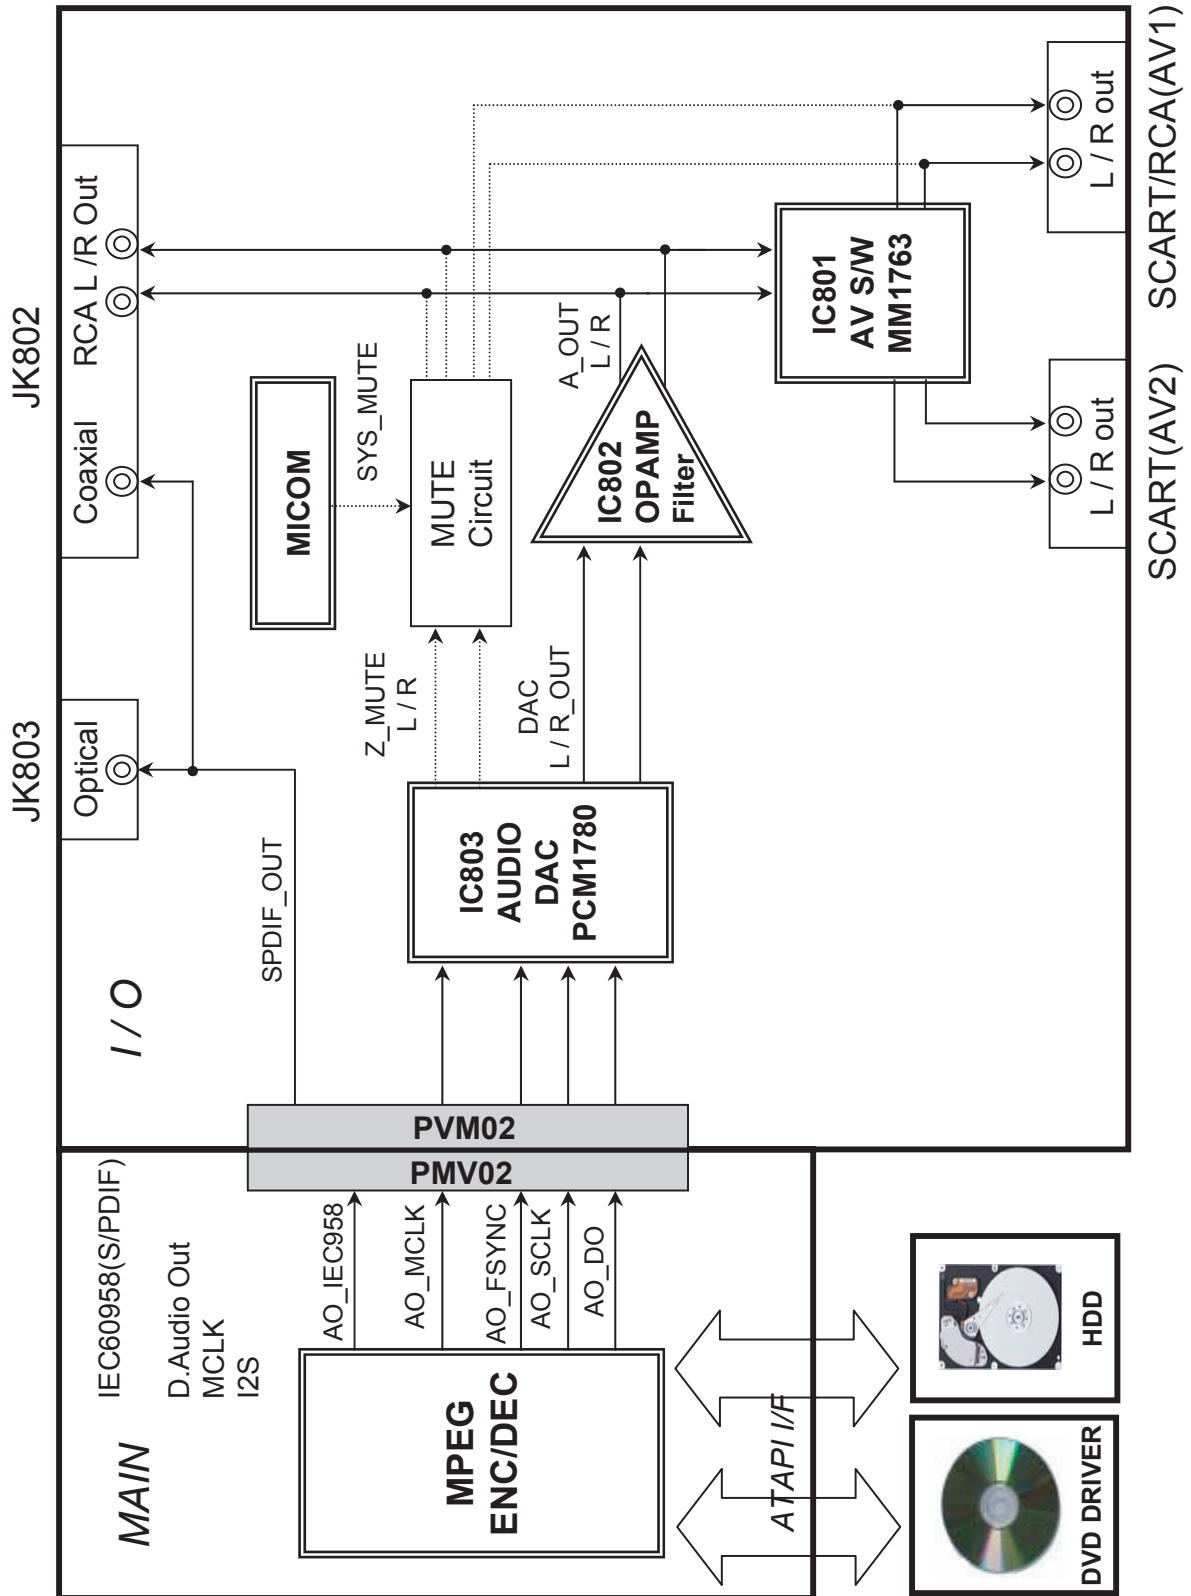 MAIN
IEC60958(S/PDIF)
D.Audio Out
MCLK
I2S
MPEG
ENC/DEC
AO_IEC958
AO_MCLK
AO_FSYNC
AO_SCLK
AO_DO
PMV02
PVM02
ATAPI I/F
DVD DRIVER
HDD
I / O
SPDIF_OUT
JK803
Optical
JK802
Coaxial
RCA L /R Out
IC803
AUDIO
DAC
PCM1780
Z_MUTE
L / R
DAC
L / R_OUT
MICOM
SYS_MUTE
MUTE
Circuit
IC802
OPAMP
Filter
A_OUT
L / R
IC801
AV S/W
MM1763
L / R out
SCART(AV2)
L / R out
SCART/RCA(AV1)